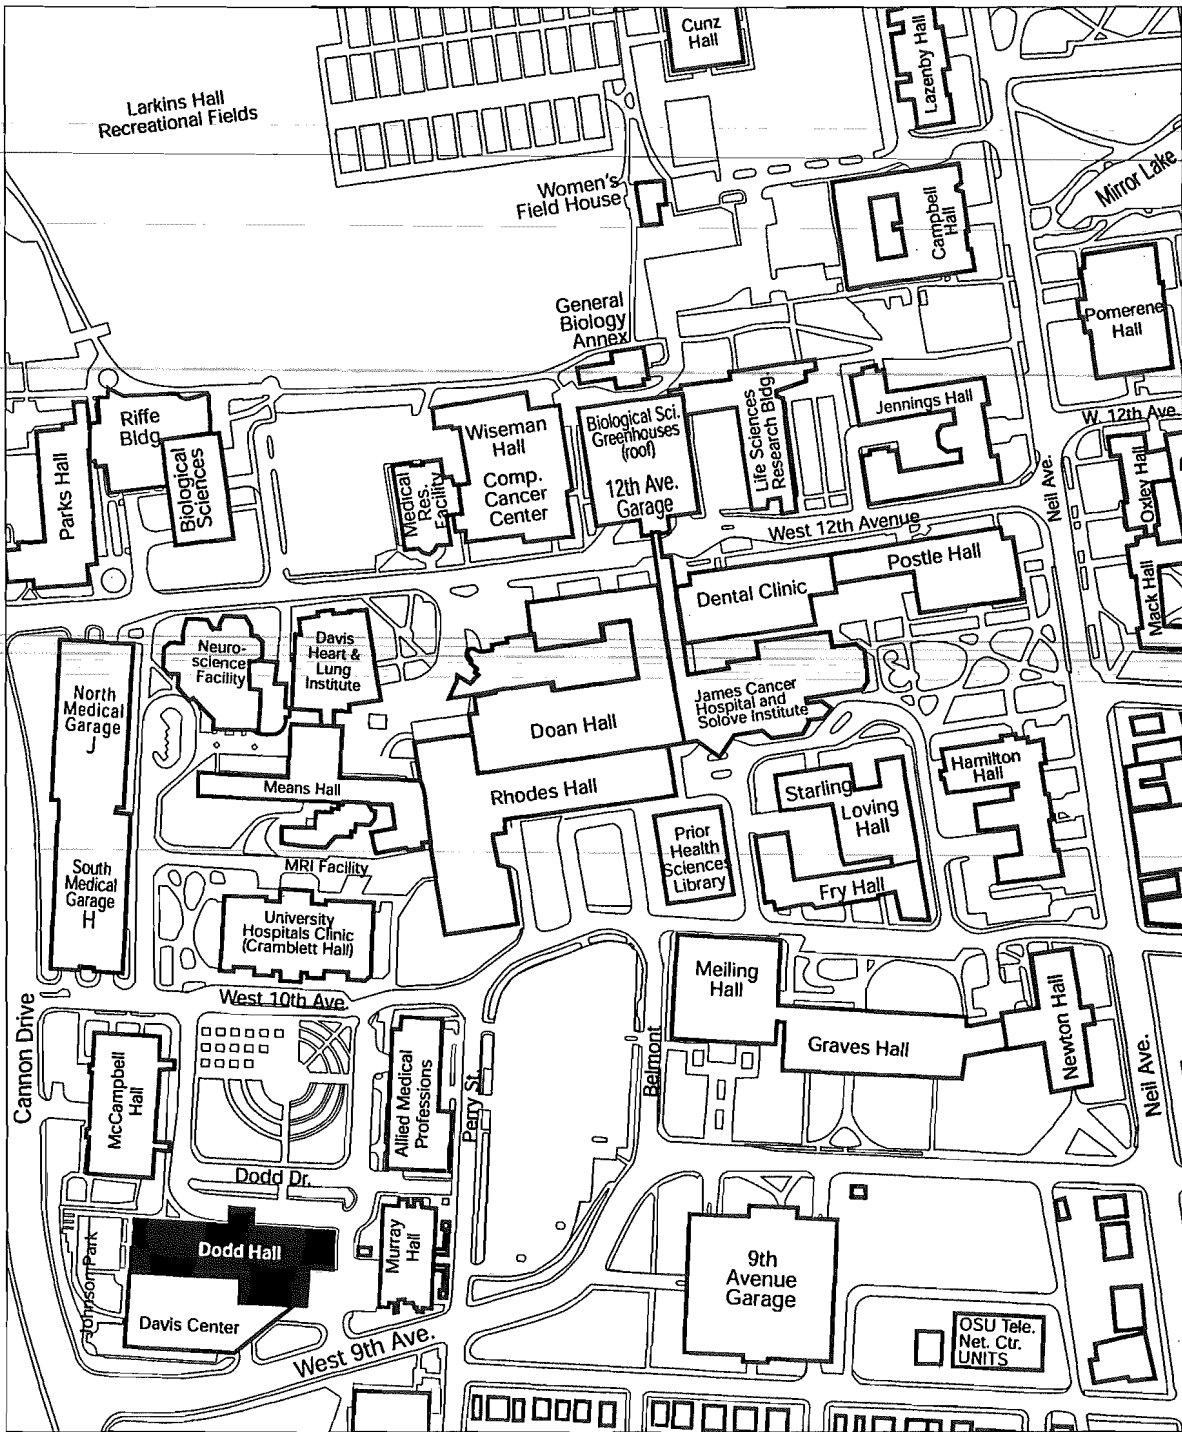 Cunz
Hall
Lazenby Hall
Larkins Hall
Recreational Fields
Mirror Lake
Women's
Field House
Campbell
Hall
General
Biology
Annex
Pomerene
Hall
Riffe
Bldg.
Parks Hall
Biological
Sciences
Wiseman
Hall
Comp.
Cancer
Center
Medical
Res.
Facility
Biological Sci.
Greenhouses
(roof)
12th Ave.
Garage
Life Sciences
Research Bldg.
Jennings Hall
W. 12th Ave.
Neil Ave.
Oxley Hall
Mack Hall
West 12th Avenue
Postle Hall
Dental Clinic
Neuro-
science
Facility
Davis
Heart &
Lung
Institute
North
Medical
Garage
J
James Cancer
Hospital and
Solove Institute
Doan Hall
Rhodes Hall
Means Hall
Hamilton
Hall
Starling
Loving
Hall
Prior
Health
Sciences
Library
Fry Hall
MRI Facility
South
Medical
Garage
H
University
Hospitals Clinic
(Cramblett Hall)
Meiling
Hall
Graves Hall
Newton Hall
West 10th Ave.
Cannon Drive
McCampbell
Hall
Allied Medical
Professions
Perry St.
Belmont
Neil Ave.
Dodd Dr.
Johnson Park
Dodd Hall
Davis Center
Murray
Hall
9th
Avenue
Garage
OSU Tele.
Net. Ctr.
UNITS
West 9th Ave.